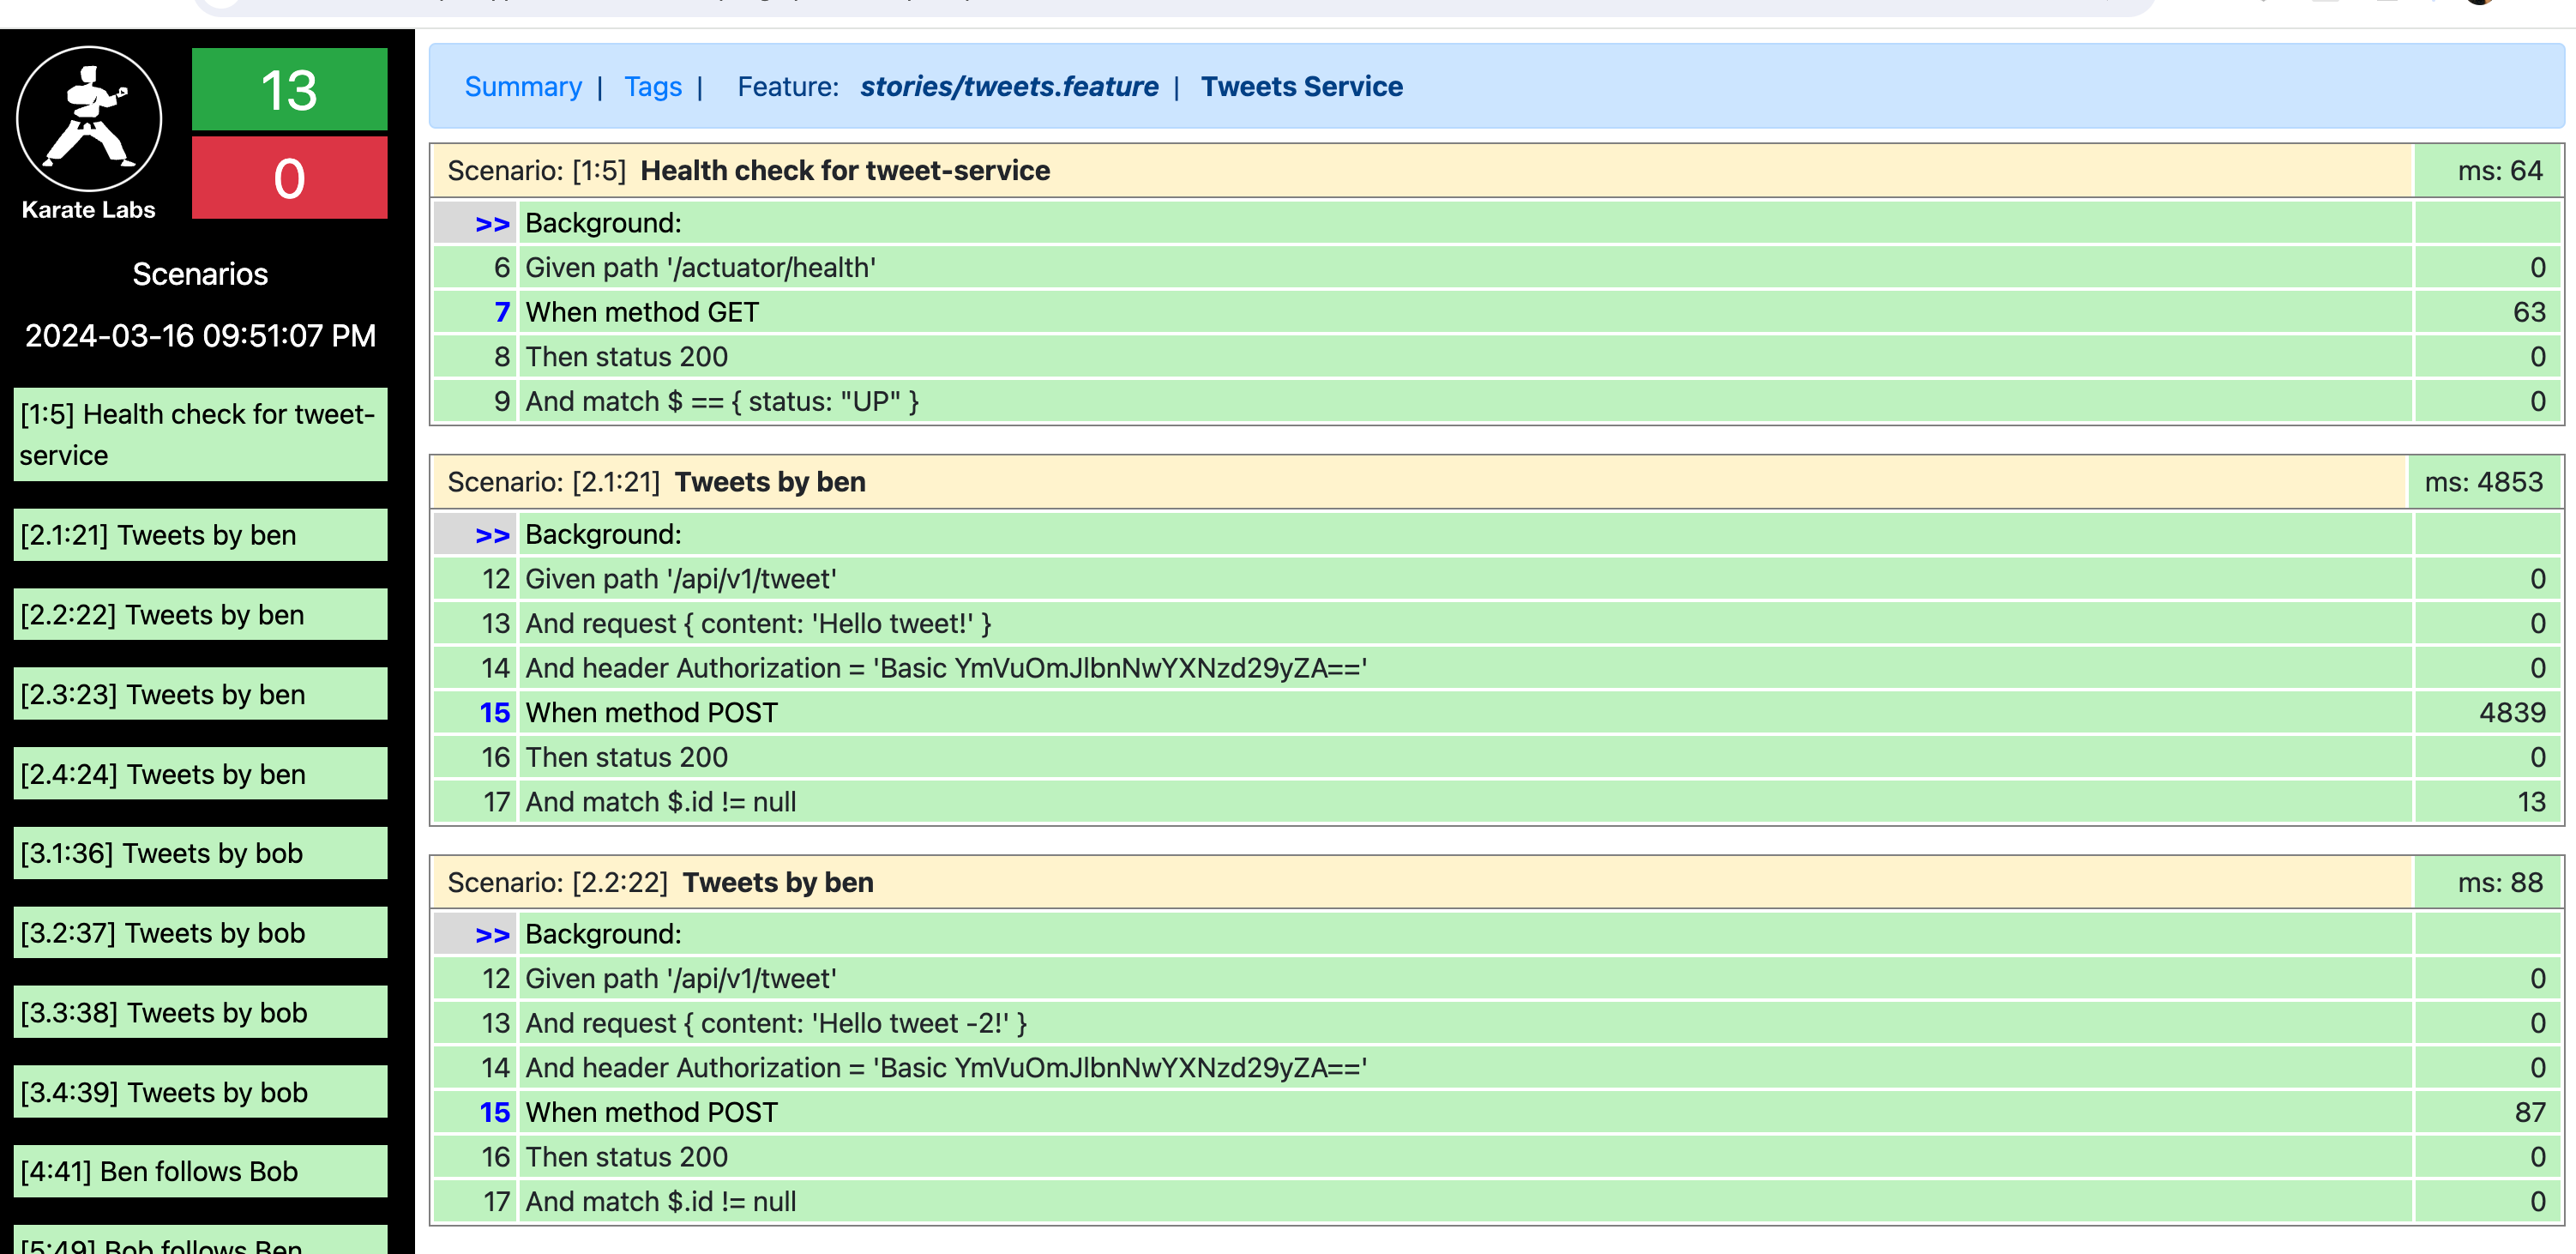 13
0
Karate Labs
Scenarios
2024-03-16 09:51:07 PM
[1:5] Health check for tweet-
service
[2.1:21] Tweets by ben
[2.2:22] Tweets by ben
[2.3:23] Tweets by ben
[2.4:24] Tweets by ben
[3.1:36] Tweets by bob
[3.2:37] Tweets by bob
[3.3:38] Tweets by bob
[3.4:39] Tweets by bob
[4:41] Ben follows Bob
[5:49] Bob follows Ben
Summary | Tags | Feature: stories/tweets.feature | Tweets Service
Scenario: [1:5] Health check for tweet-service ms: 64
>> Background:
6 Given path '/actuator/health' 0
7 When method GET 63
8 Then status 200 0
9 And match $ == { status: "UP" } 0
Scenario: [2.1:21] Tweets by ben ms: 4853
>> Background:
12 Given path '/api/v1/tweet' 0
13 And request { content: 'Hello tweet!' } 0
14 And header Authorization = 'Basic YmVuOmJlbnNwYXNzd29yZA==' 0
15 When method POST 4839
16 Then status 200 0
17 And match $.id != null 13
Scenario: [2.2:22] Tweets by ben ms: 88
>> Background:
12 Given path '/api/v1/tweet' 0
13 And request { content: 'Hello tweet -2!' } 0
14 And header Authorization = 'Basic YmVuOmJlbnNwYXNzd29yZA==' 0
15 When method POST 87
16 Then status 200 0
17 And match $.id != null 0